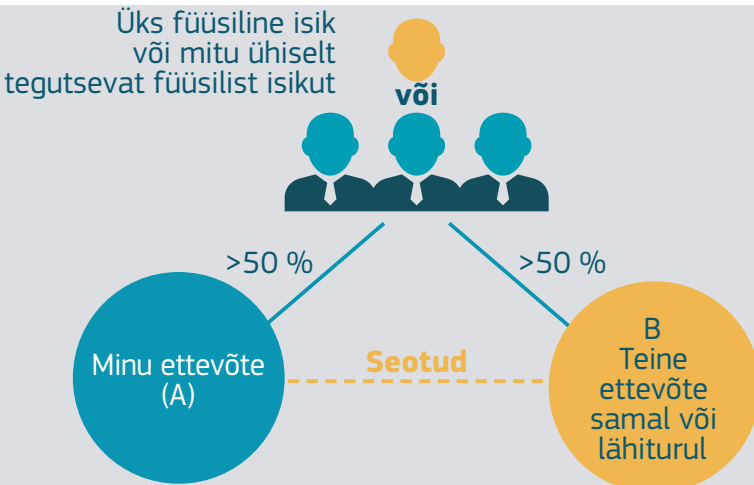 Üks füüsiline isik
või mitu ühiselt
tegutsevat füüsilist isikut
või
>50 %
>50 %
Minu ettevõte
(A)
Seotud
B
Teine
ettevõte
samal või
lähiturul